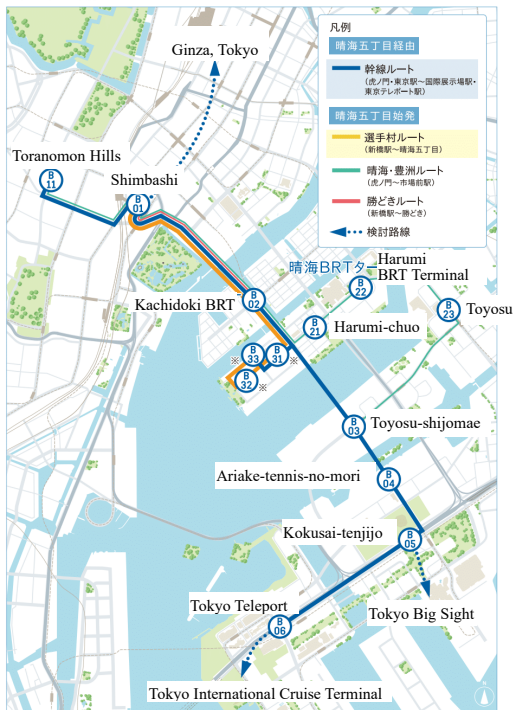 凡例
晴海五丁目経由
幹線ルート
(虎ノ門・東京駅～国際展示場駅・
東京テレポート駅)
晴海五丁目始発
選手村ルート
(新橋駅～晴海五丁目)
晴海・豊洲ルート
(虎ノ門～市場前駅)
勝どきルート
(新橋駅～勝どき)
検討路線
Ginza, Tokyo
Toranomon Hills
B
11
Shimbashi
B
01
晴海BRTター
Harumi
BRT Terminal
B
22
Kachidoki BRT
B
02
Toyosu
B
23
Harumi-chuo
B
21
※
B
33
B
31
※
B
32
※
Toyosu-shijomae
B
03
Ariake-tennis-no-mori
B
04
Kokusai-tenjijo
B
05
Tokyo Teleport
B
06
Tokyo Big Sight
Tokyo International Cruise Terminal
N